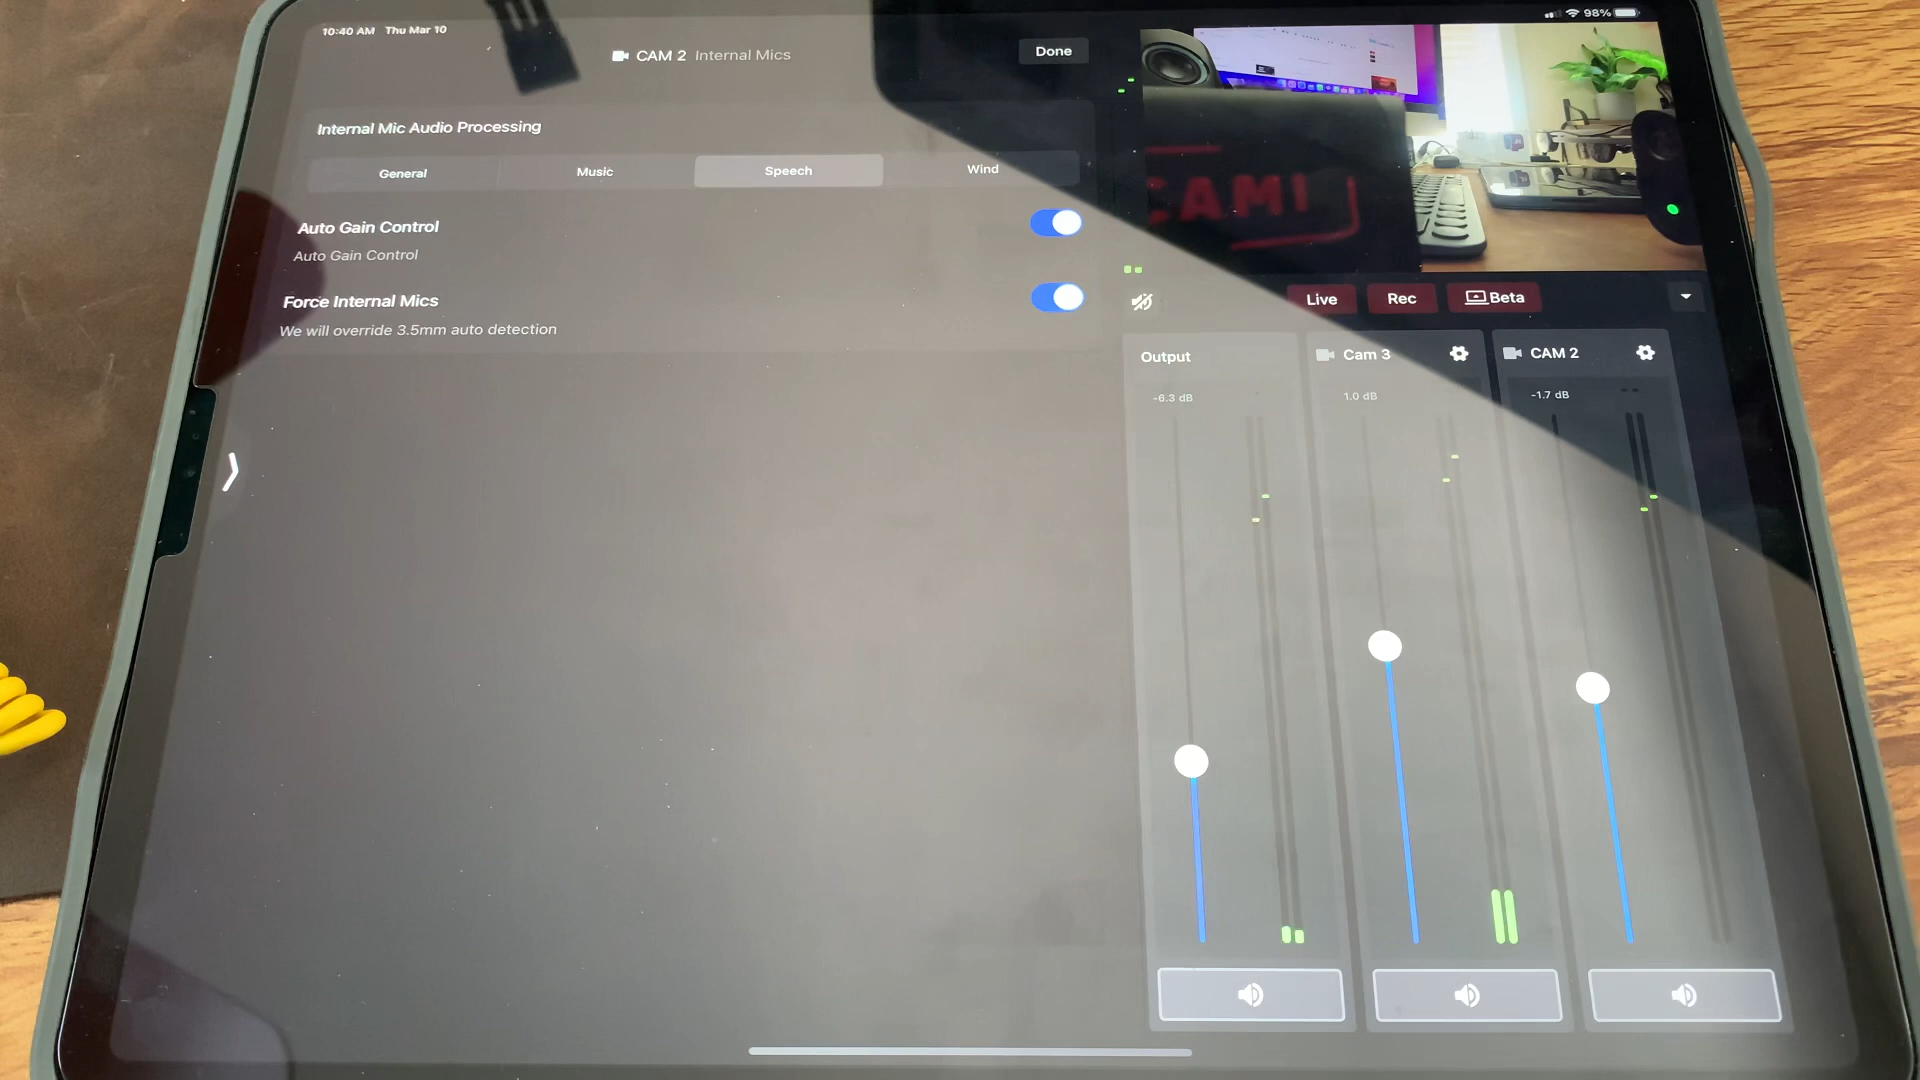 10:40 AM Thu Mar 10
98%
CAM 2 Internal Mics
Done
Internal Mic Audio Processing
General Music Speech Wind
Auto Gain Control
Auto Gain Control
Force Internal Mics
We will override 3.5mm auto detection
CAM1
Live Rec Beta
Output
-6.3 dB
Cam 3
1.0 dB
CAM 2
-1.7 dB